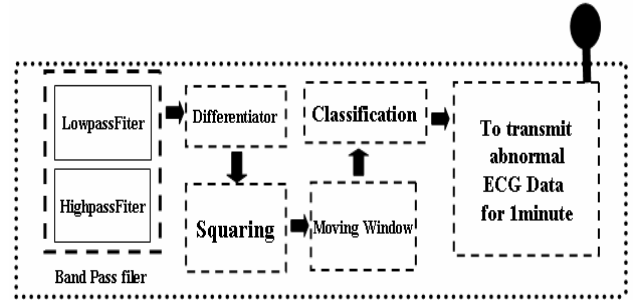 LowpassFiter
HighpassFiter
Band Pass filer
Differentiator
Squaring
Moving Window
Classification
To transmit
abnormal
ECG Data
for 1minute